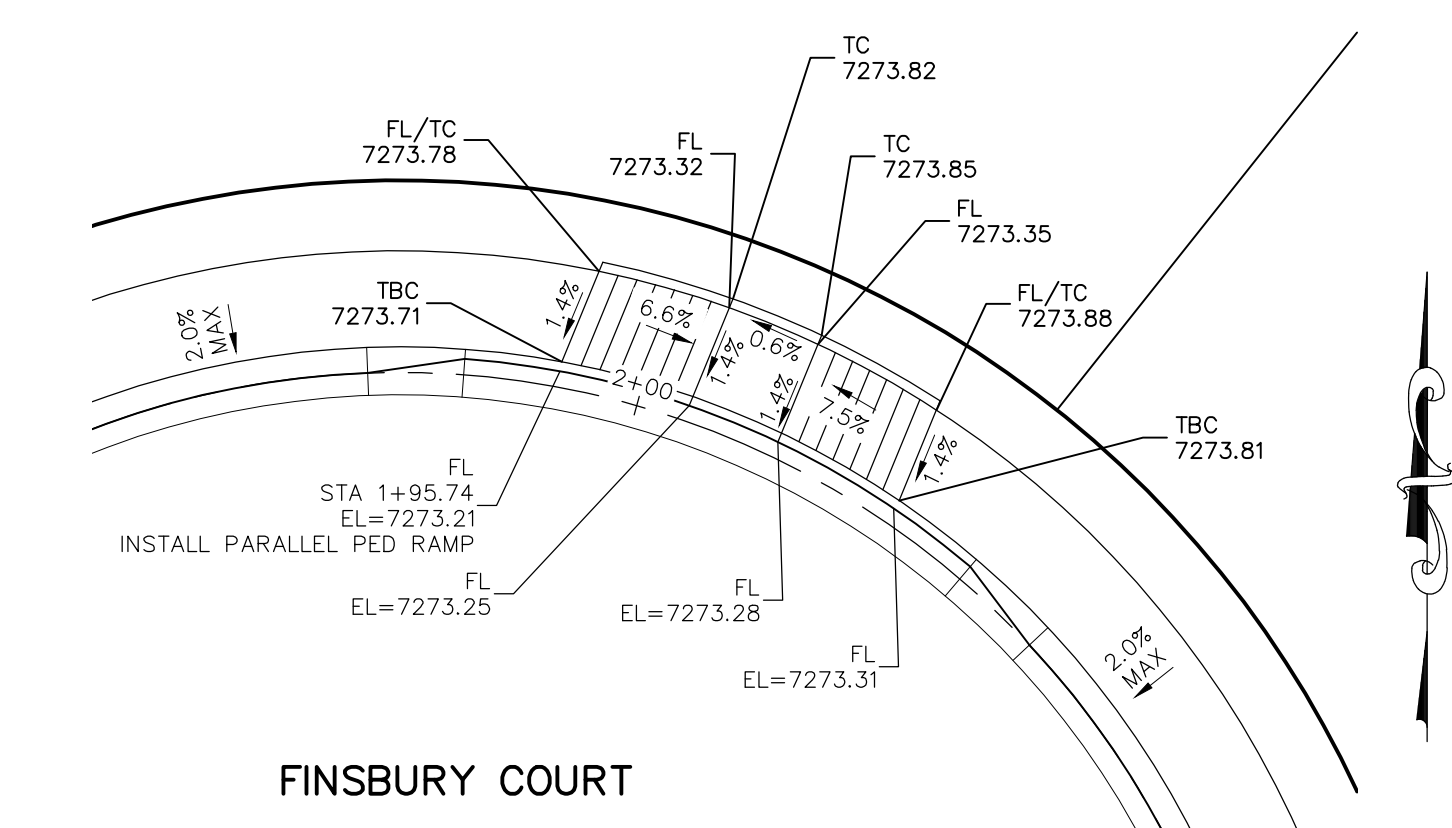 TC
7273.82
FL/TC
7273.78
FL
7273.32
TC
7273.85
FL
7273.35
TBC
7273.71
FL/TC
7273.88
2.0%
MAX
1.4%
6.6%
1.4%
0.6%
1.4%
7.5%
1.4%
2+00
TBC
7273.81
FL
STA 1+95.74
EL=7273.21
INSTALL PARALLEL PED RAMP
FL
EL=7273.25
FL
EL=7273.28
FL
EL=7273.31
2.0%
MAX
FINSBURY COURT